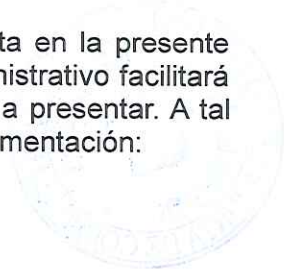 ta en la presente
nistrativo facilitará
a presentar. A tal
mentación: